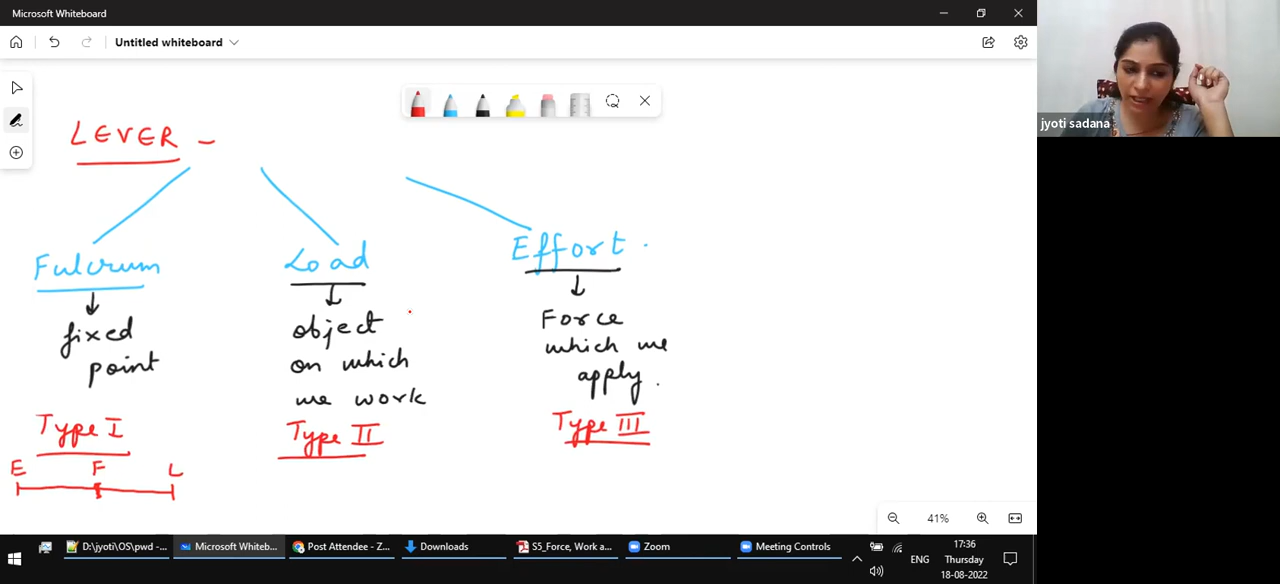 Microsoft Whiteboard
Untitled whiteboard
jyoti sadana
LEVER -
Fulcrum
fixed
point
Load
object
on which
we work
Effort .
Force
which we
apply.
Type I
E F L
Type II
Type III
41%
D:\jyoti\OS\pwd -...
Microsoft Whiteb...
Post Attendee - Z...
Downloads
S5_Force, Work a...
Zoom
Meeting Controls
ENG
17:36
Thursday
18-08-2022